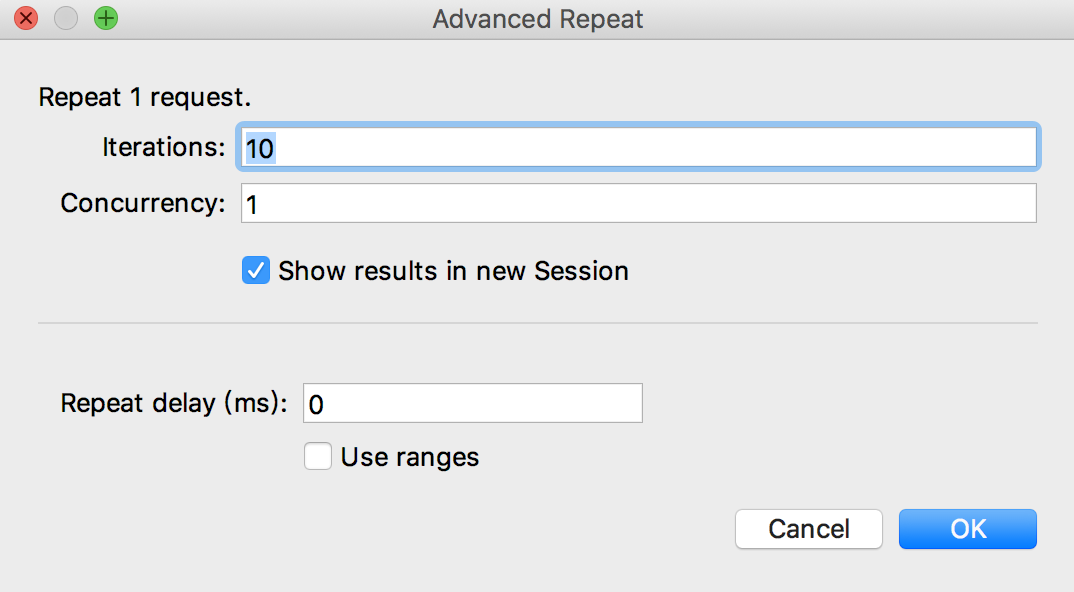 Advanced Repeat
Repeat 1 request.
Iterations: 10
Concurrency: 1
Show results in new Session
Repeat delay (ms): 0
Use ranges
Cancel OK